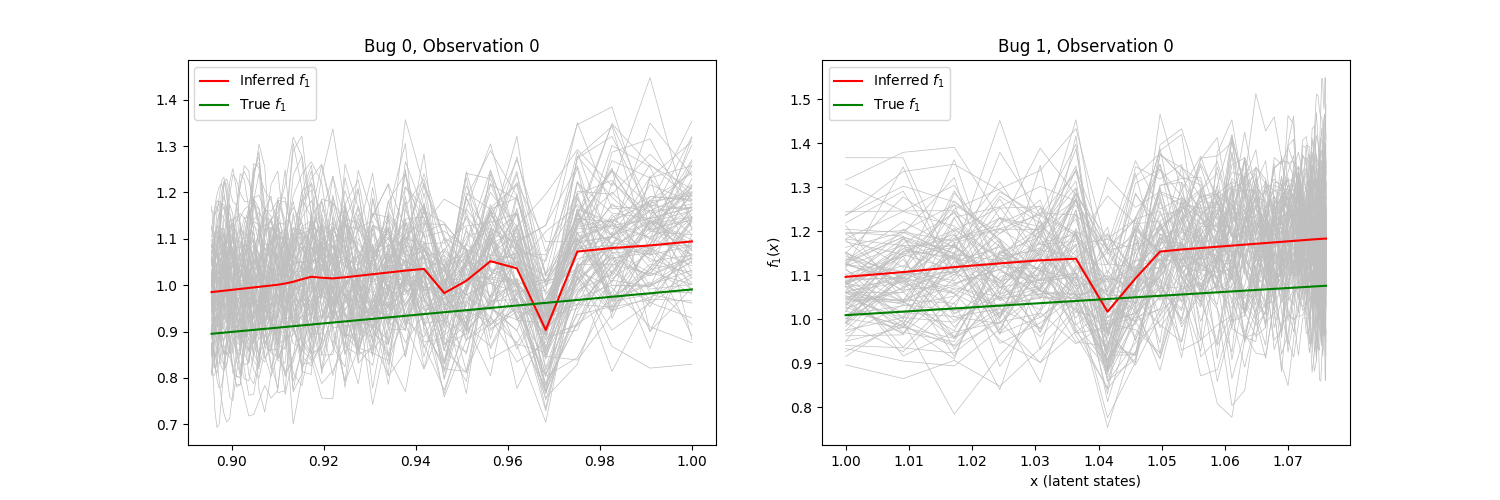 Bug 0, Observation 0
Inferred f₁
True f₁
1.4
1.3
1.2
1.1
1.0
0.9
0.8
0.7
0.90 0.92 0.94 0.96 0.98 1.00
Bug 1, Observation 0
Inferred f₁
True f₁
f₁(x)
1.5
1.4
1.3
1.2
1.1
1.0
0.9
0.8
1.00 1.01 1.02 1.03 1.04 1.05 1.06 1.07
x (latent states)